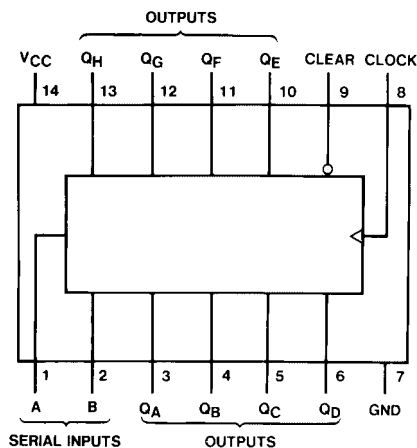 OUTPUTS
VCC QH QG QF QE CLEAR CLOCK
14 13 12 11 10 9 8
1 2 3 4 5 6 7
A B QA QB QC QD GND
SERIAL INPUTS OUTPUTS